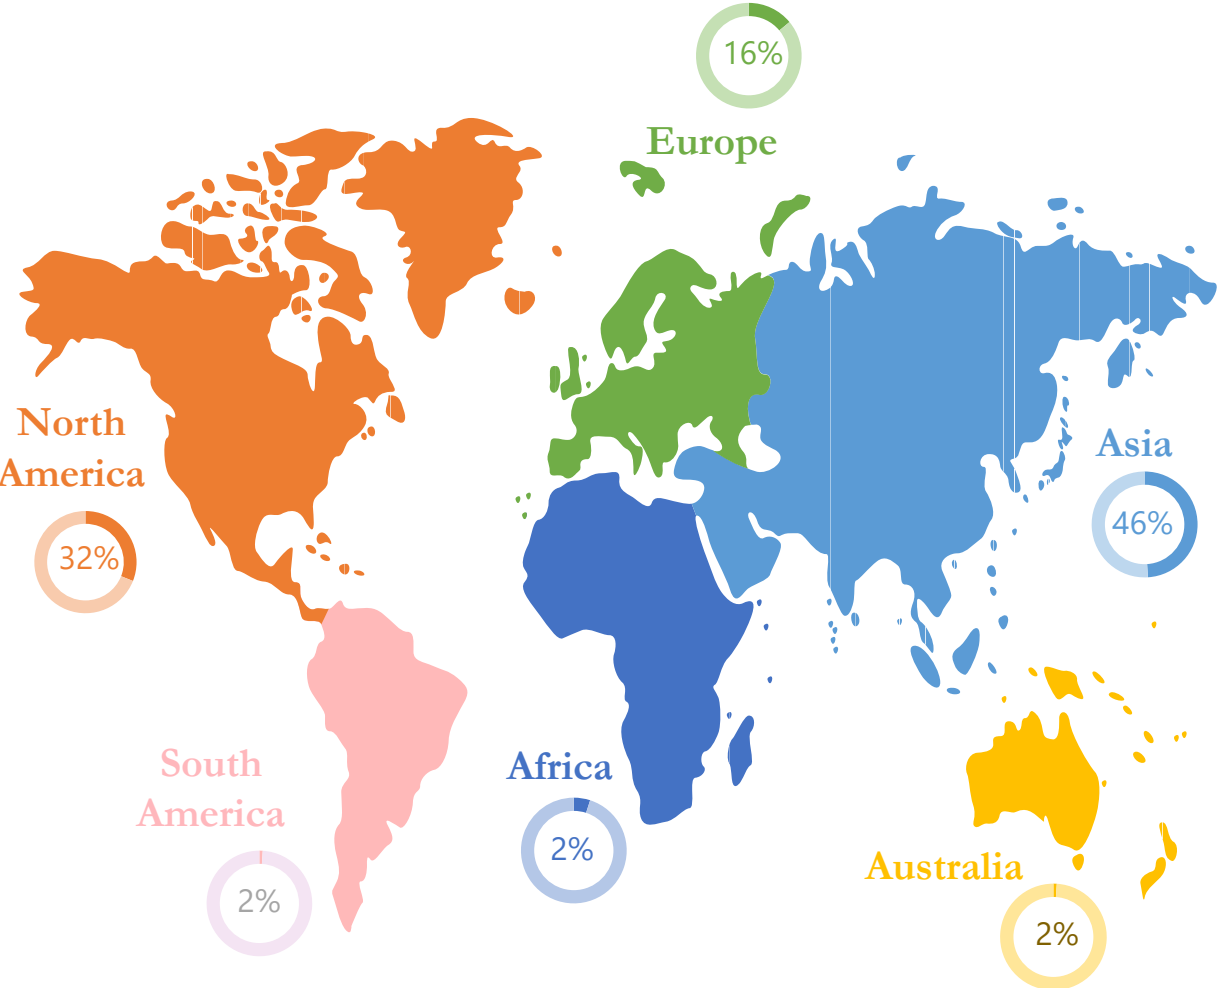 16%
Europe
North
America
32%
Asia
46%
South
America
2%
Africa
2%
Australia
2%